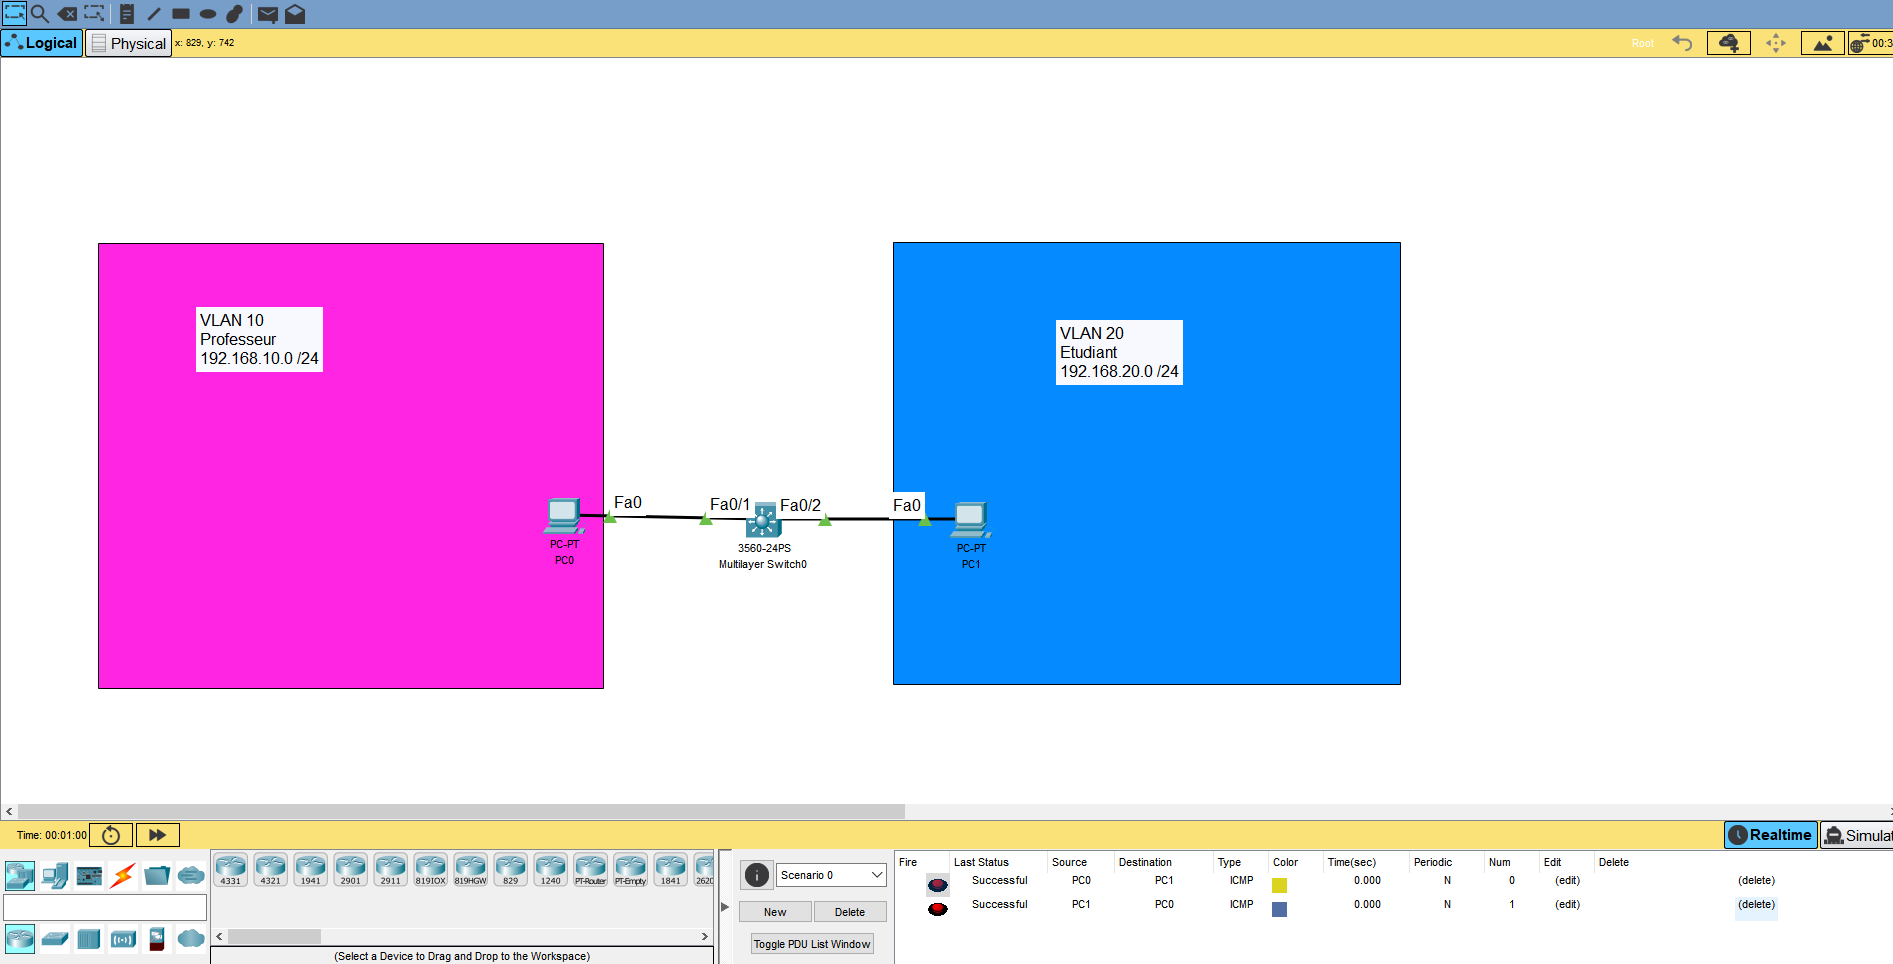 Logical Physical x: 829, y: 742 Root 00:3
VLAN 10
Professeur
192.168.10.0 /24
VLAN 20
Etudiant
192.168.20.0 /24
Fa0 Fa0/1 Fa0/2 Fa0
PC-PT
PC0
3560-24PS
Multilayer Switch0
PC-PT
PC1
Time: 00:01:00 Realtime Simulat
4331 4321 1941 2901 2911 819IOX 819HGW 829 1240 PT-Router PT-Empty 1841 2620
(Select a Device to Drag and Drop to the Workspace)
Scenario 0
New Delete
Toggle PDU List Window
Fire Last Status Source Destination Type Color Time(sec) Periodic Num Edit Delete
Successful PC0 PC1 ICMP 0.000 N 0 (edit) (delete)
Successful PC1 PC0 ICMP 0.000 N 1 (edit) (delete)